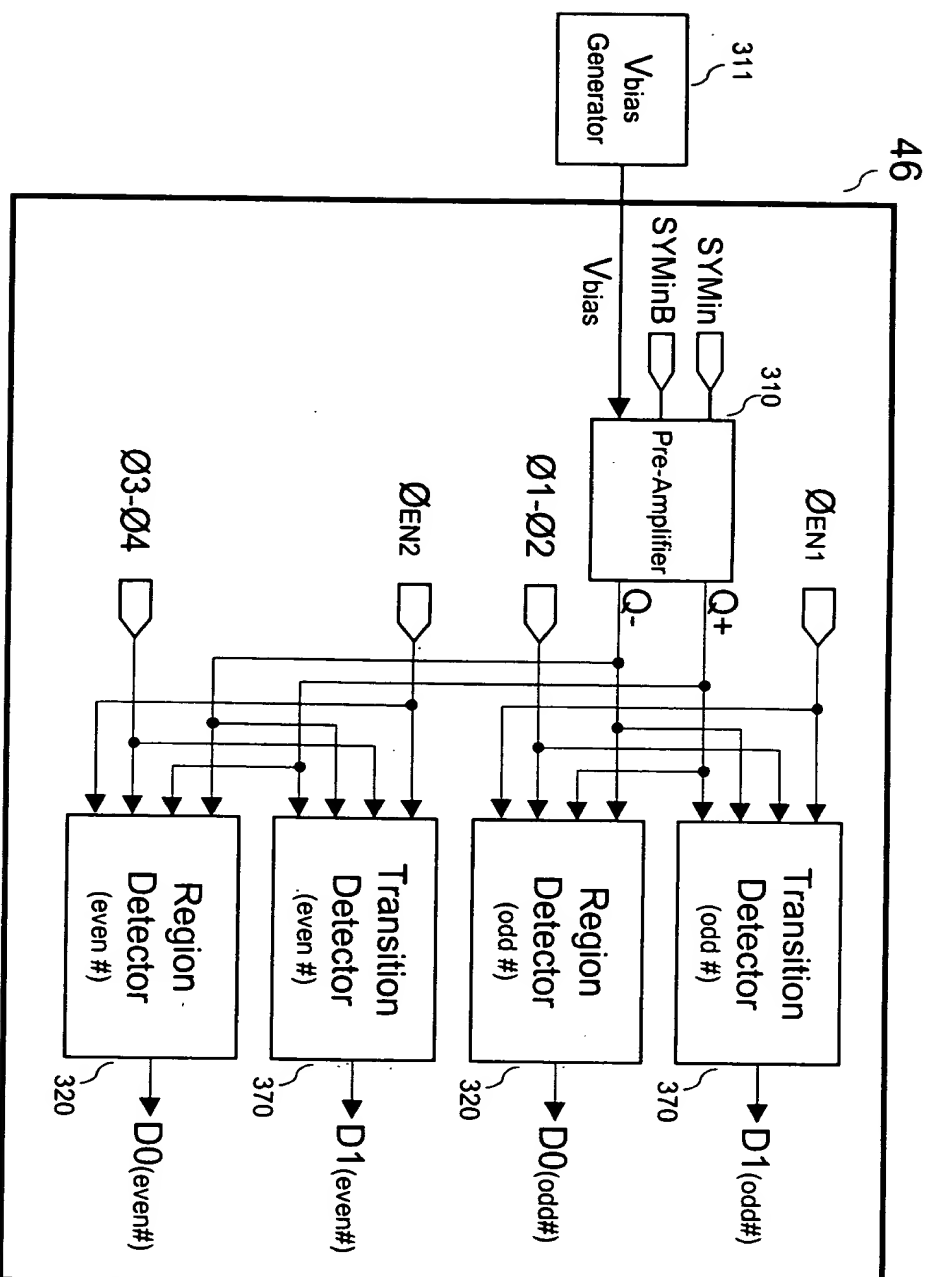 46
311
Vbias
Generator
Vbias
SYMin
SYMinB
310
Pre-Amplifier
Q+
Q-
ØEN1
Ø1-Ø2
ØEN2
Ø3-Ø4
Transition
Detector
(odd #)
370
D1(odd#)
Region
Detector
(odd #)
320
D0(odd#)
Transition
Detector
(even #)
370
D1(even#)
Region
Detector
(even #)
320
D0(even#)